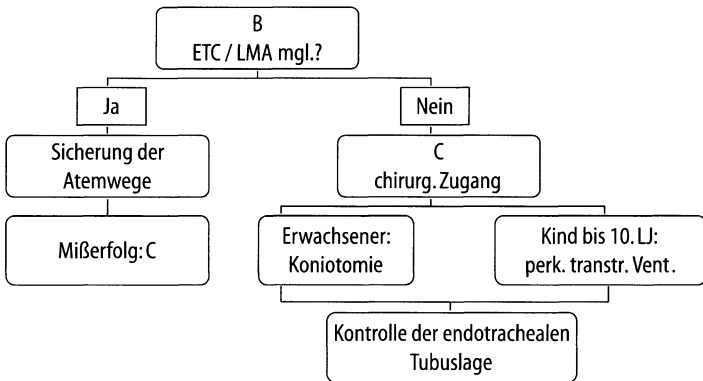 B
ETC / LMA mgl.?
Ja
Nein
Sicherung der
Atemwege
C
chirurg. Zugang
Mißerfolg: C
Erwachsener:
Koniotomie
Kind bis 10. LJ:
perk. transtr. Vent.
Kontrolle der endotrachealen
Tubuslage